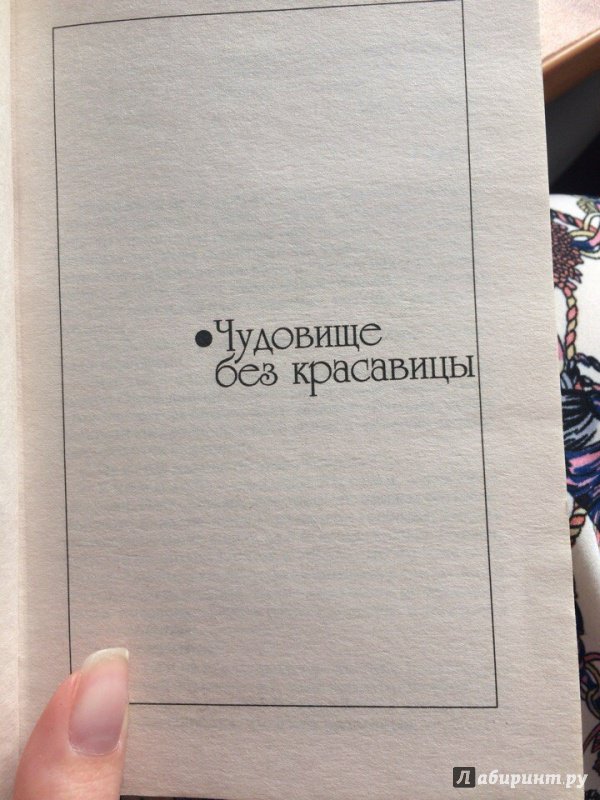 •Чудовище
без красавицы
Лабиринт.ру